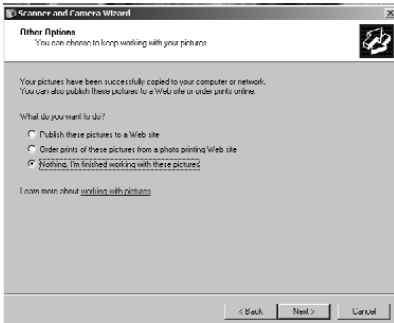 Scanner and Camera Wizard
Other Options
You can choose to keep working with your pictures
Your pictures have been successfully copied to your computer or network.
You can also publish these pictures to a Web site or order prints online.
What do you want to do?
Publish these pictures to a Web site
Order prints of these pictures from a photo printing Web site
Nothing. I'm finished working with these pictures
Learn more about working with pictures
< Back Next > Cancel